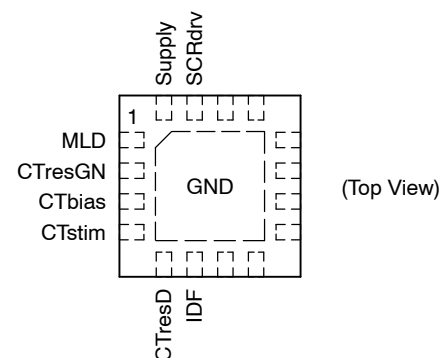 Supply
SCRdrv
1
MLD
CTresGN
CTbias
CTstim
GND
(Top View)
CTresD
IDF